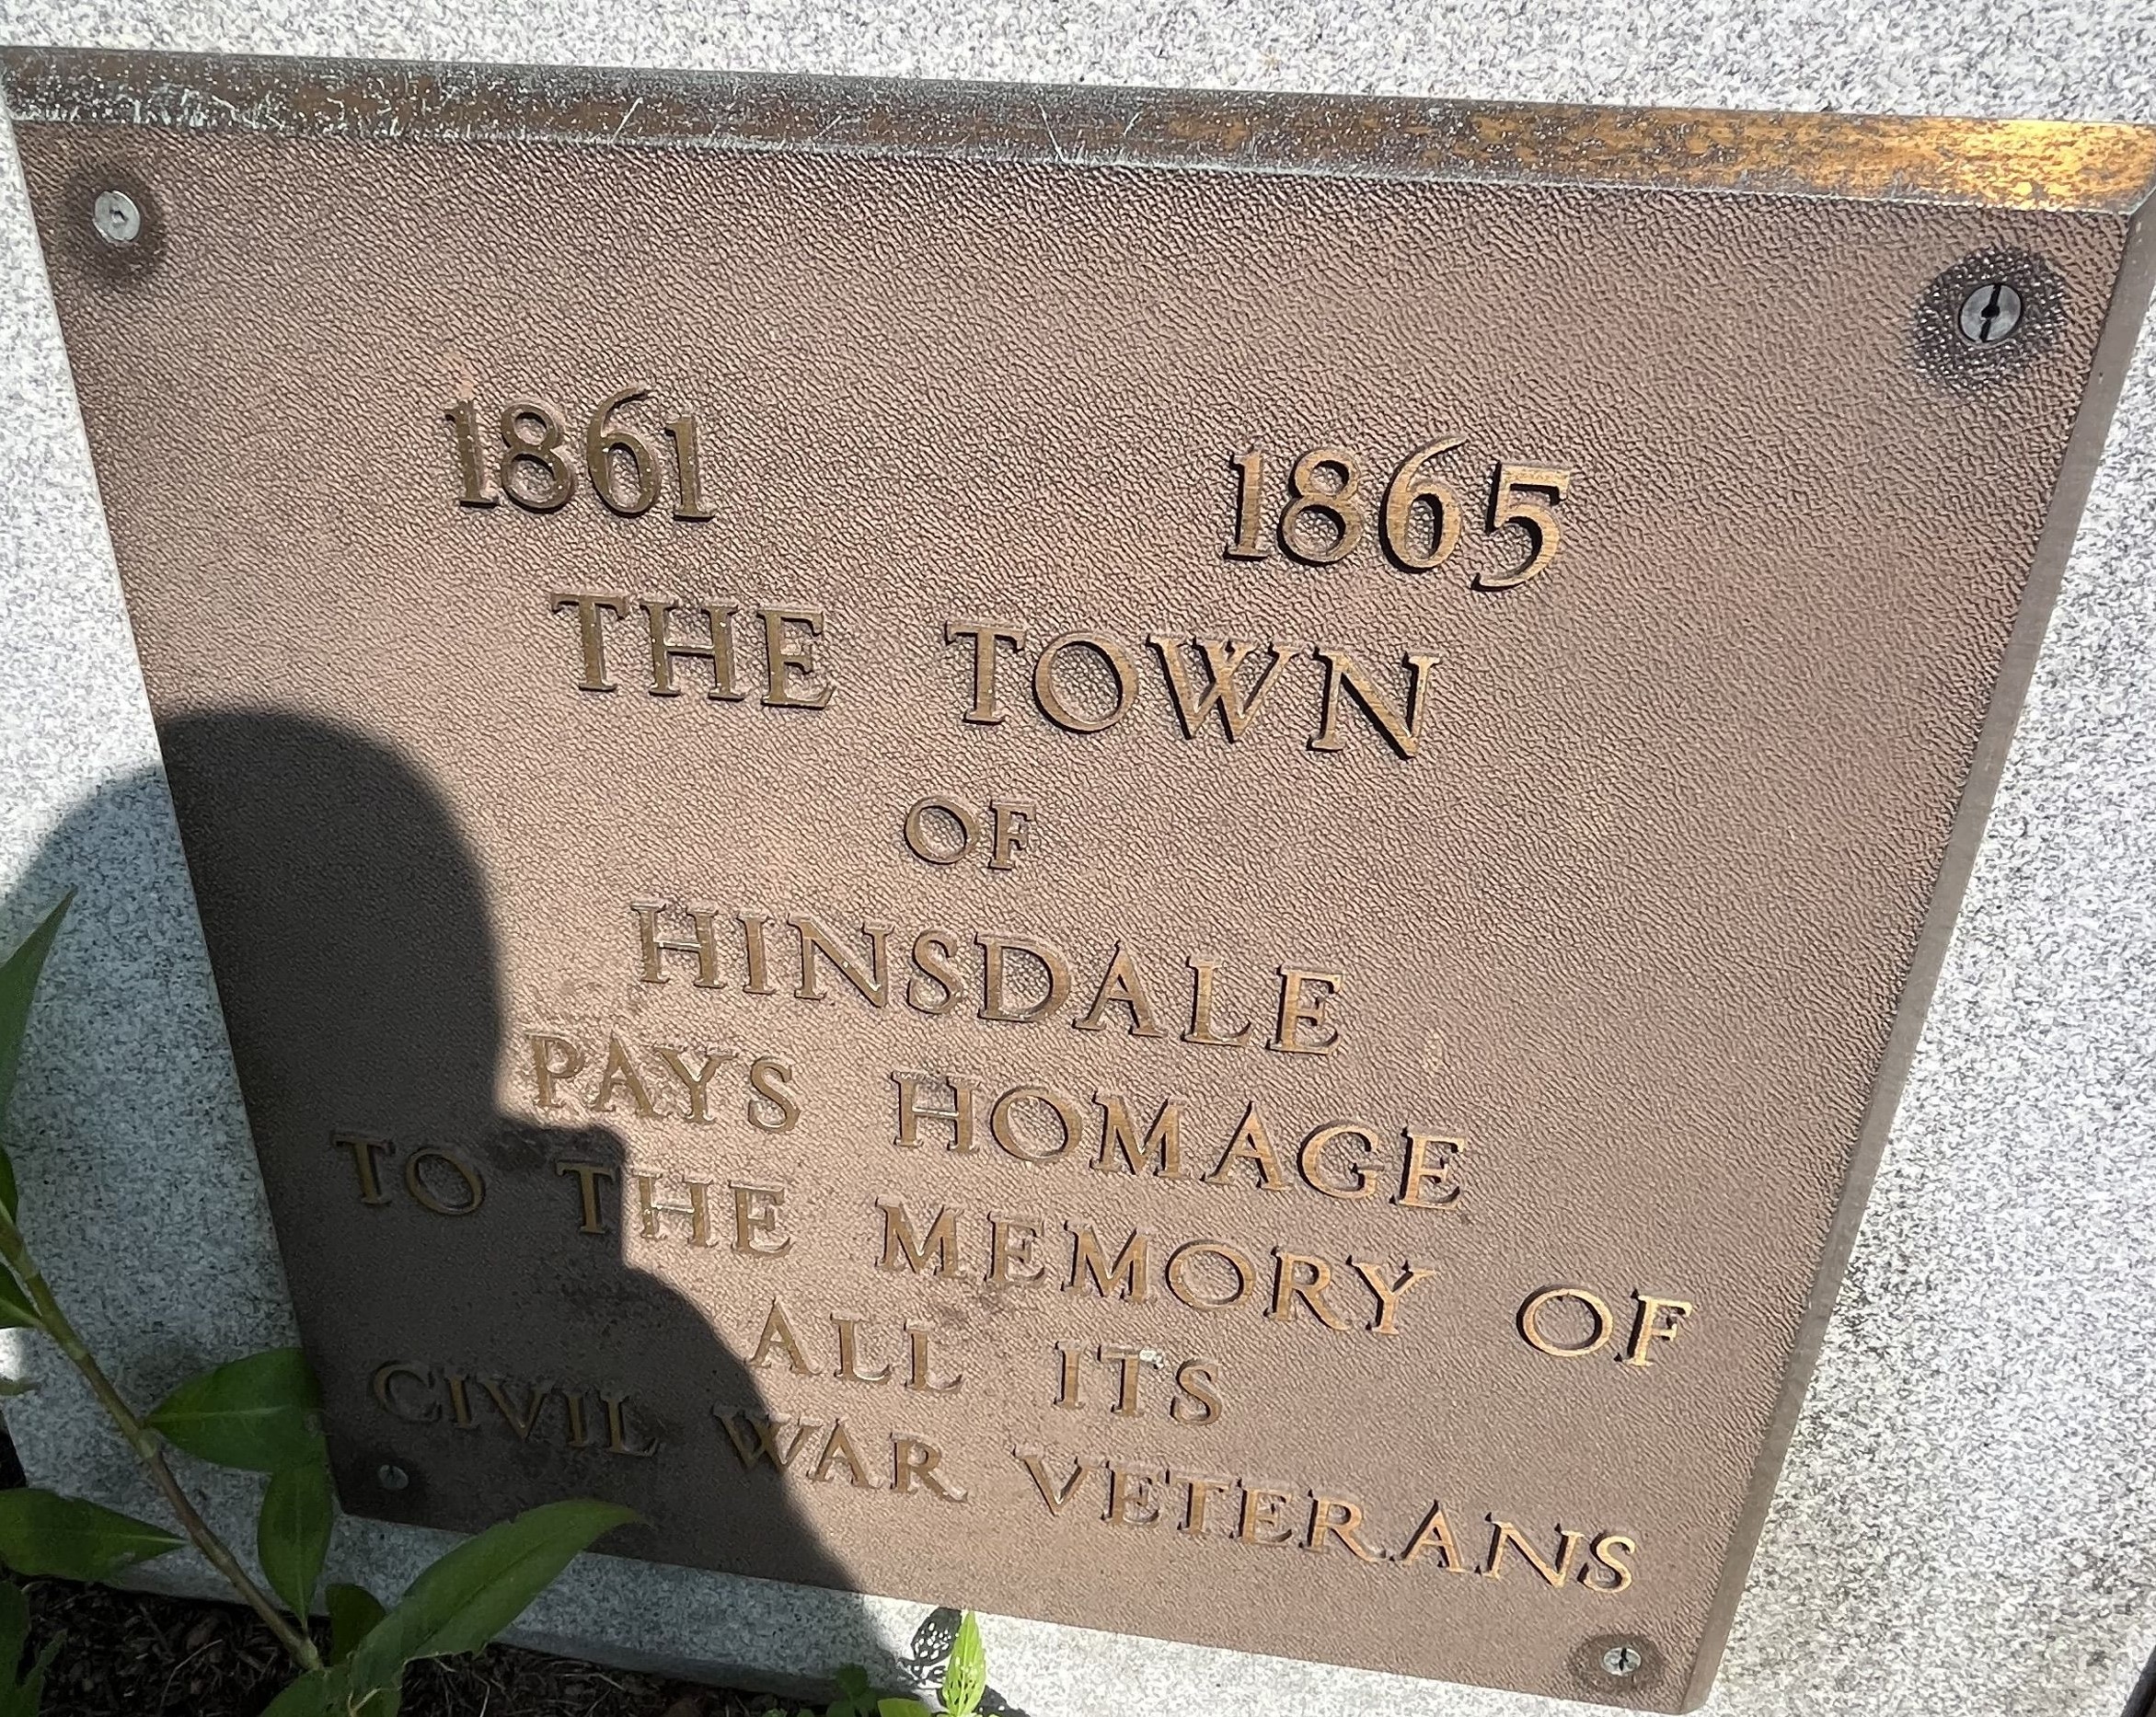 1861 1865
THE TOWN
OF
HINSDALE
PAYS HOMAGE
TO THE MEMORY OF
ALL ITS
CIVIL WAR VETERANS